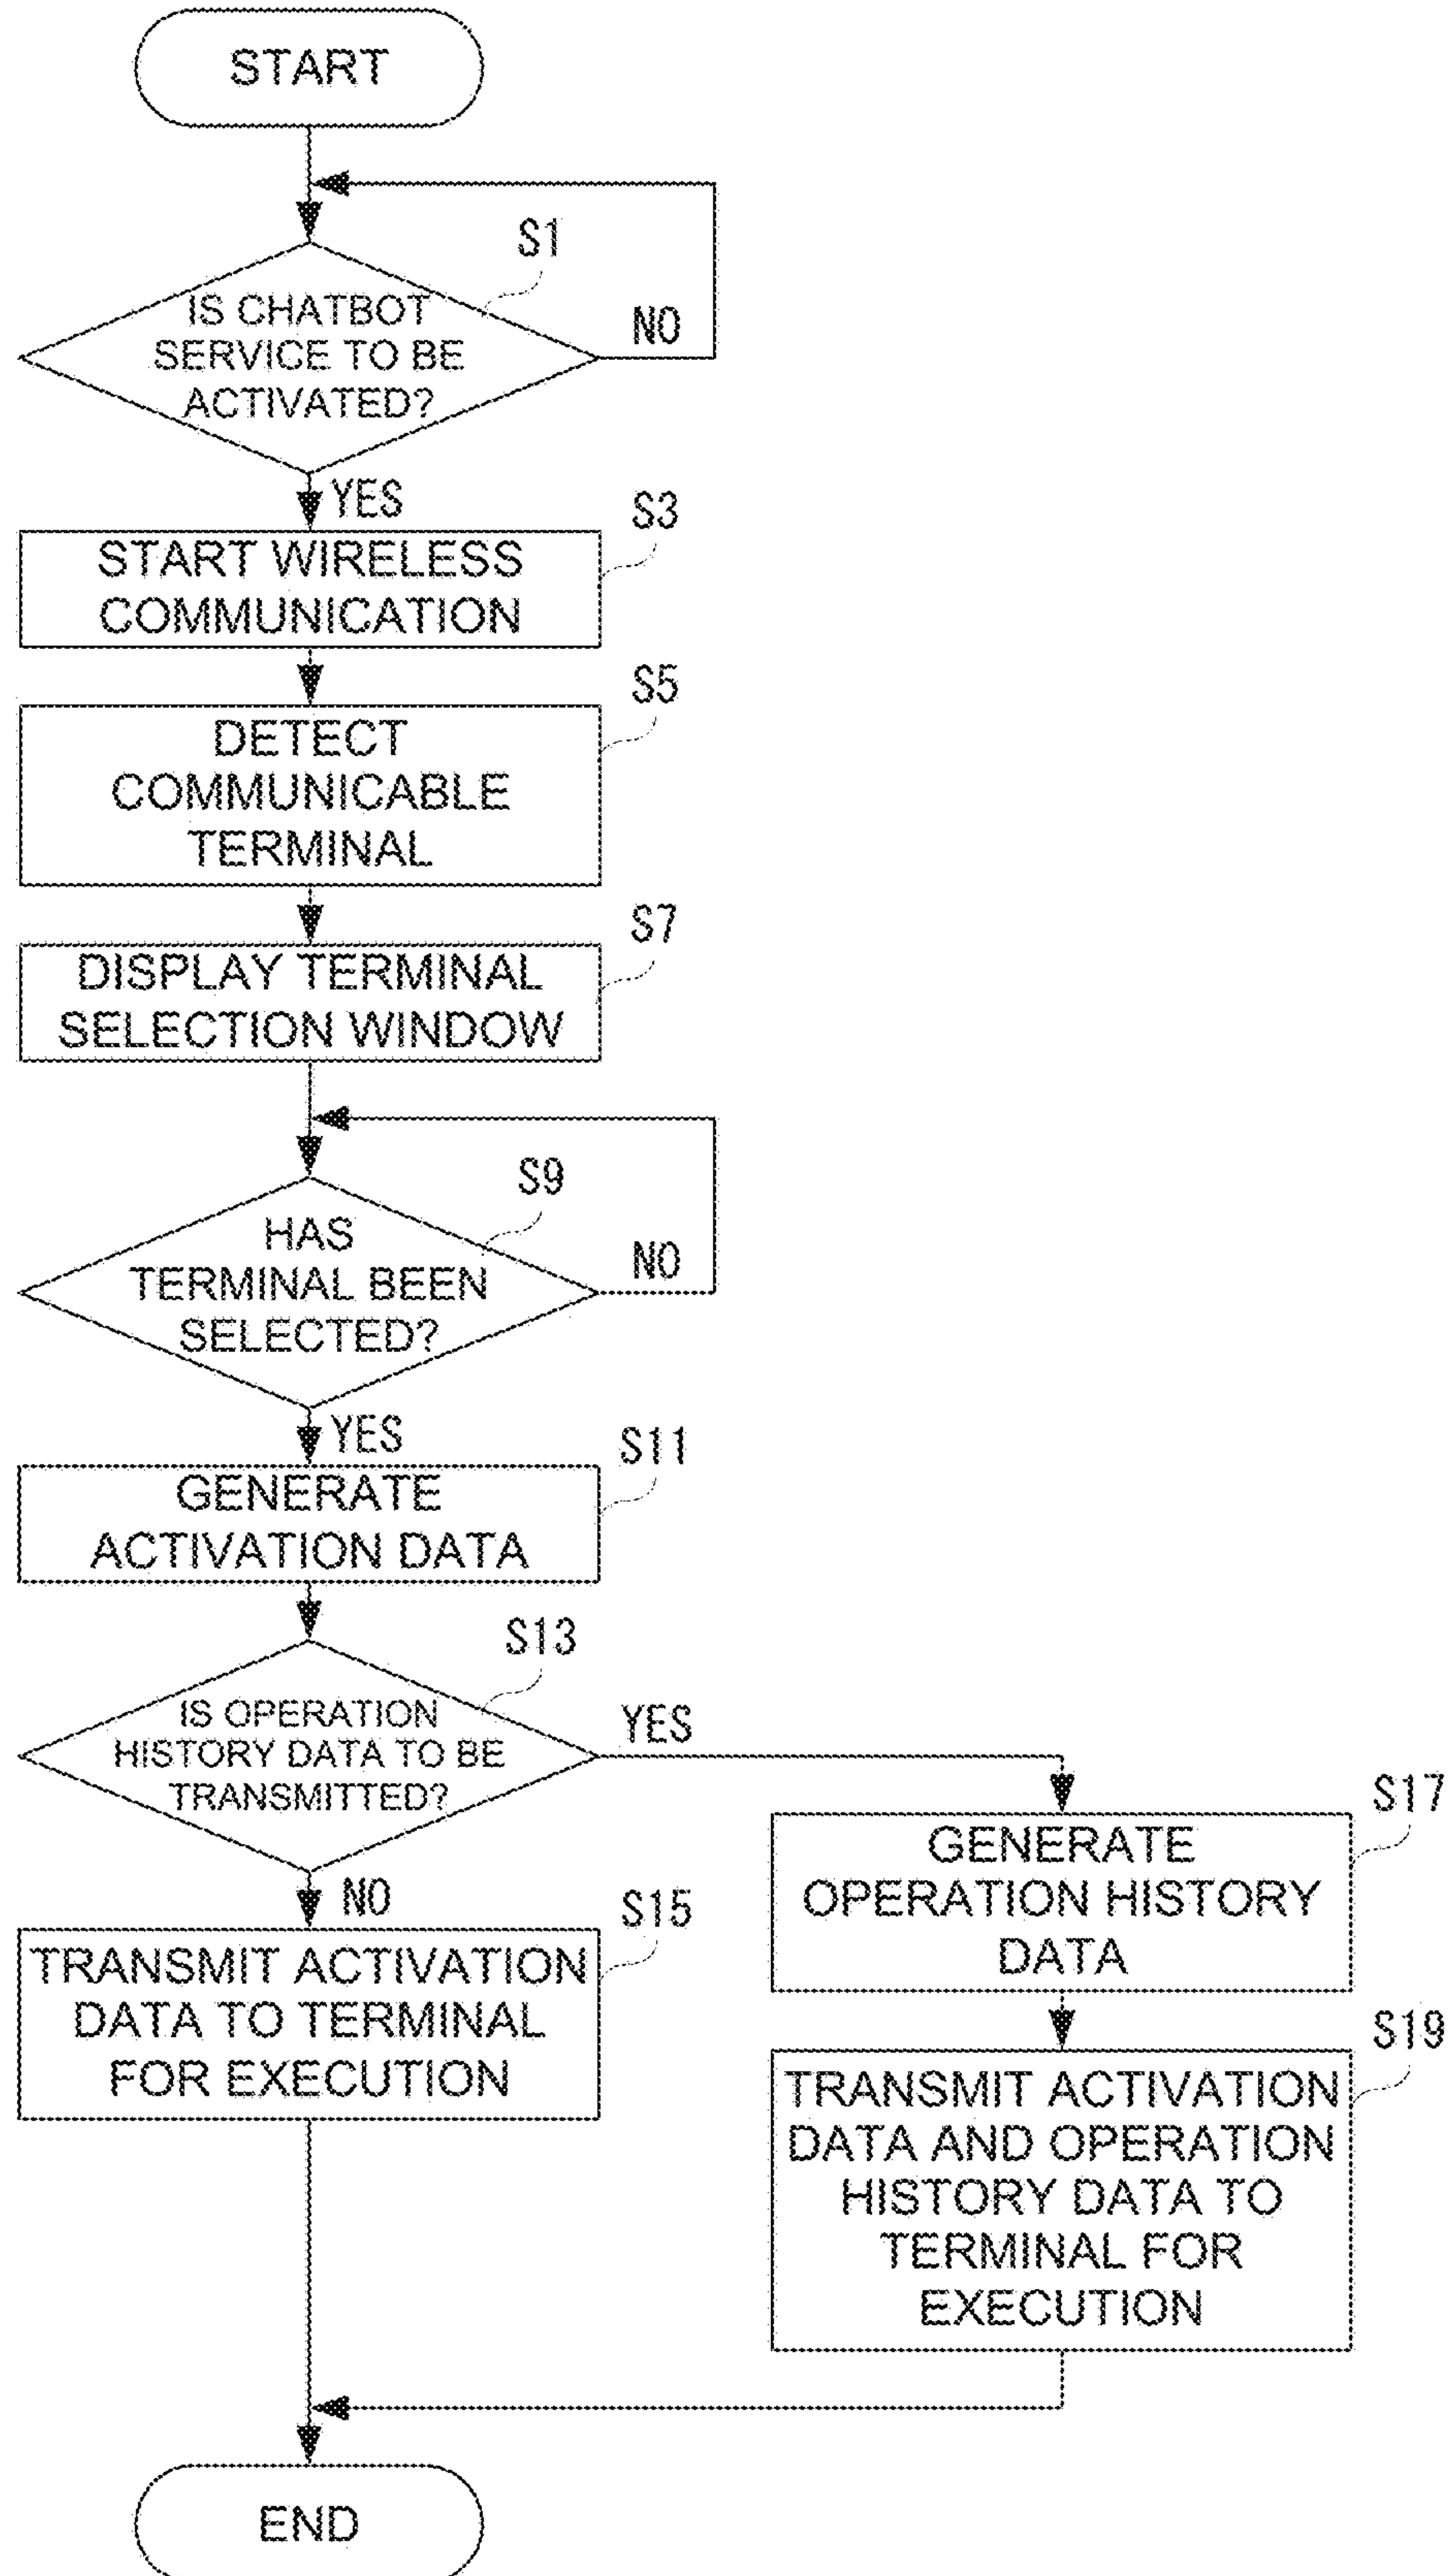 START
S1
IS CHATBOT
SERVICE TO BE
ACTIVATED?
NO
YES
S3
START WIRELESS
COMMUNICATION
S5
DETECT
COMMUNICABLE
TERMINAL
S7
DISPLAY TERMINAL
SELECTION WINDOW
S9
HAS
TERMINAL BEEN
SELECTED?
NO
YES
S11
GENERATE
ACTIVATION DATA
S13
IS OPERATION
HISTORY DATA TO BE
TRANSMITTED?
YES
NO
S15
TRANSMIT ACTIVATION
DATA TO TERMINAL
FOR EXECUTION
S17
GENERATE
OPERATION HISTORY
DATA
S19
TRANSMIT ACTIVATION
DATA AND OPERATION
HISTORY DATA TO
TERMINAL FOR
EXECUTION
END